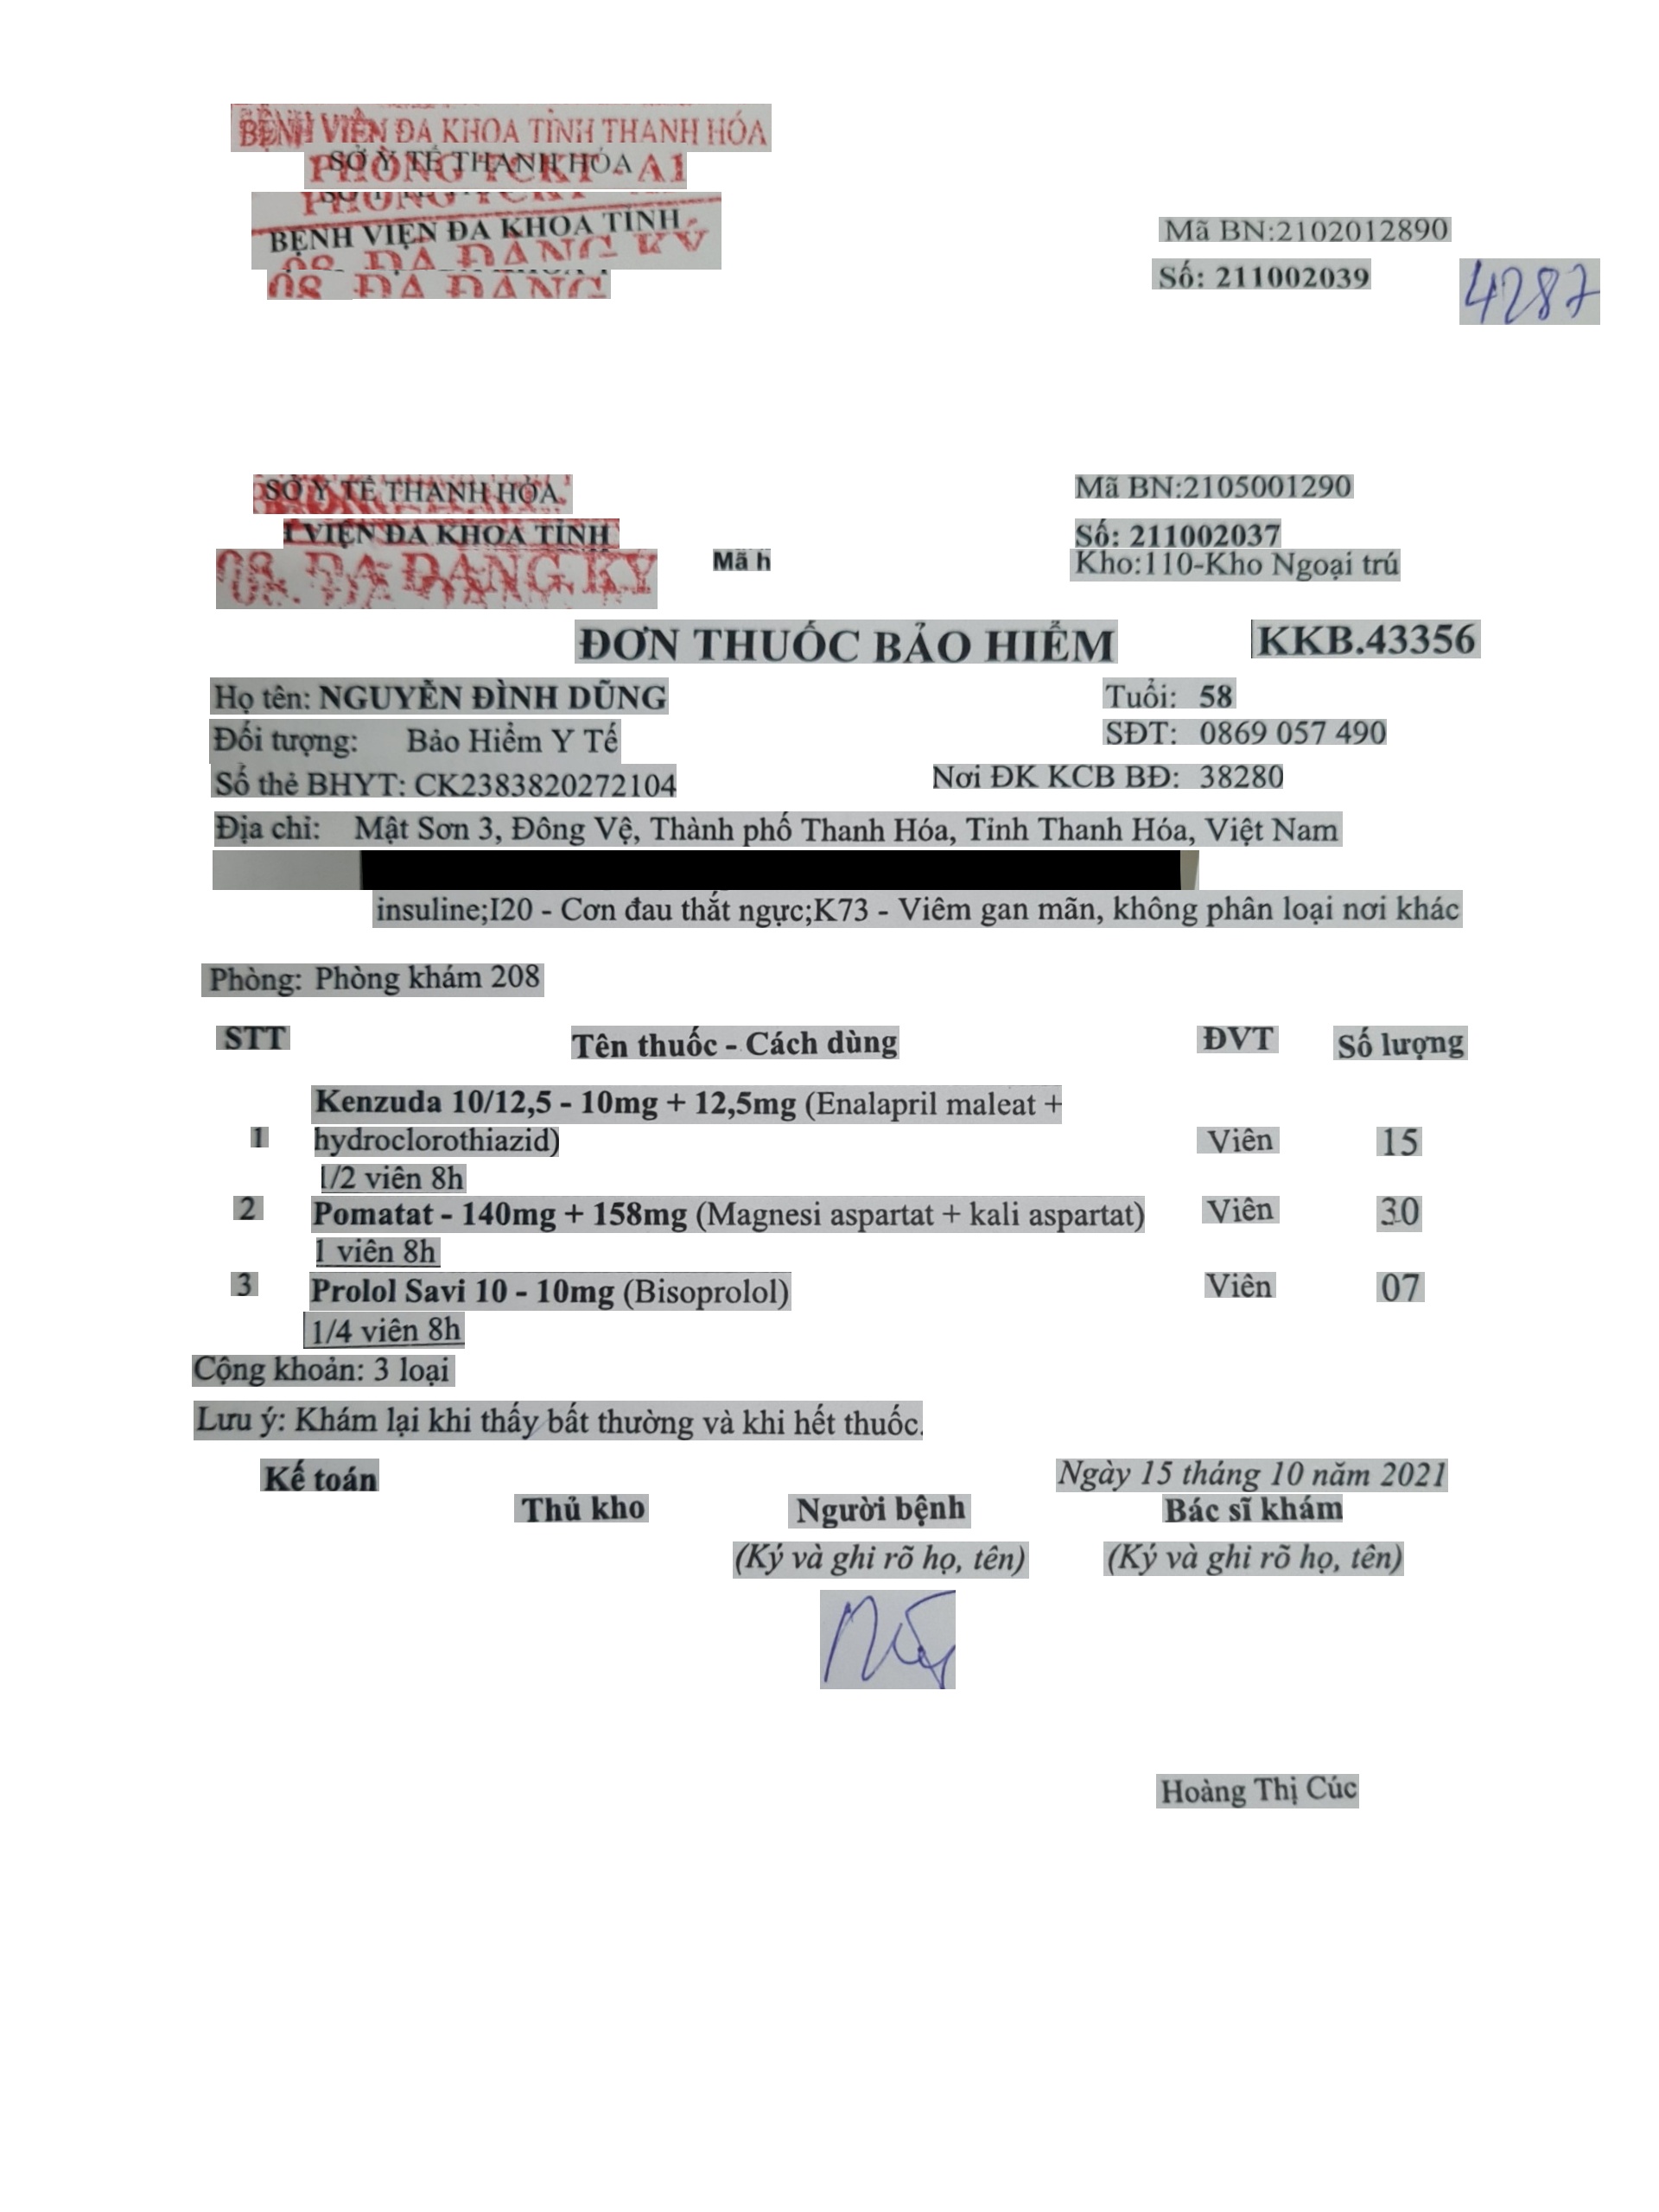 BỆNH VIỆN ĐA KHOA TỈNH THANH HÓA
SỞ Y TẾ THANH HÓA
PHÒNG TCKT - A1
BỆNH VIỆN ĐA KHOA TỈNH
08. ĐÃ ĐĂNG KÝ
08. ĐÃ ĐĂNG
Mã BN:2102012890
Số: 211002039
4287
SỞ Y TẾ THANH HÓA
VIỆN ĐA KHOA TỈNH
08. ĐÃ ĐĂNG KÝ
Mã h
Mã BN:2105001290
Số: 211002037
Kho:110-Kho Ngoại trú
ĐƠN THUỐC BẢO HIỂM KKB.43356
Họ tên: NGUYỄN ĐÌNH DŨNG Tuổi: 58
Đối tượng: Bảo Hiểm Y Tế SĐT: 0869 057 490
Số thẻ BHYT: CK2383820272104 Nơi ĐK KCB BĐ: 38280
Địa chỉ: Mật Sơn 3, Đông Vệ, Thành phố Thanh Hóa, Tỉnh Thanh Hóa, Việt Nam
insuline;I20 - Cơn đau thắt ngực;K73 - Viêm gan mãn, không phân loại nơi khác
Phòng: Phòng khám 208
STT Tên thuốc - Cách dùng ĐVT Số lượng
Kenzuda 10/12,5 - 10mg + 12,5mg (Enalapril maleat +
1 hydroclorothiazid) Viên 15
1/2 viên 8h
2 Pomatat - 140mg + 158mg (Magnesi aspartat + kali aspartat) Viên 30
1 viên 8h
3 Prolol Savi 10 - 10mg (Bisoprolol) Viên 07
1/4 viên 8h
Cộng khoản: 3 loại
Lưu ý: Khám lại khi thấy bất thường và khi hết thuốc.
Ngày 15 tháng 10 năm 2021
Kế toán Thủ kho Người bệnh Bác sĩ khám
(Ký và ghi rõ họ, tên) (Ký và ghi rõ họ, tên)
Hoàng Thị Cúc